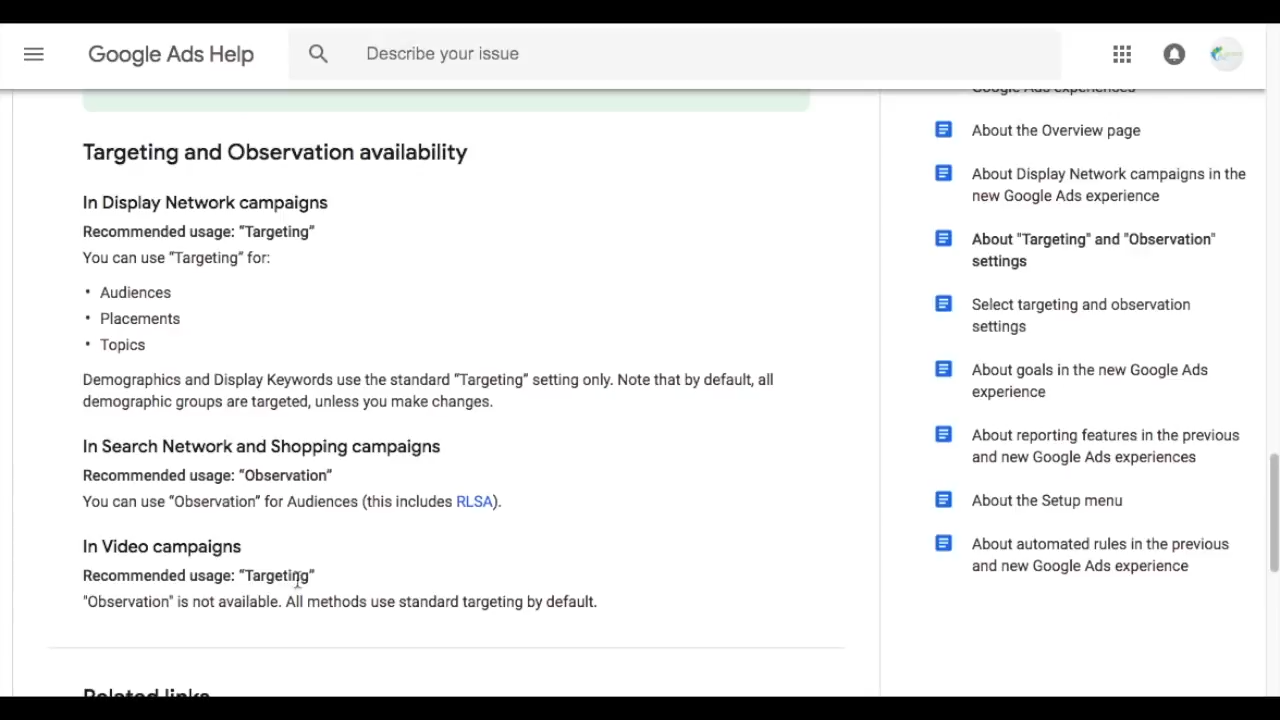 Google Ads Help
Describe your issue
Targeting and Observation availability
In Display Network campaigns
Recommended usage: “Targeting”
You can use “Targeting” for:
• Audiences
• Placements
• Topics
Demographics and Display Keywords use the standard “Targeting” setting only. Note that by default, all
demographic groups are targeted, unless you make changes.
In Search Network and Shopping campaigns
Recommended usage: “Observation”
You can use “Observation” for Audiences (this includes RLSA).
In Video campaigns
Recommended usage: “Targeting”
"Observation" is not available. All methods use standard targeting by default.
Related links
Google Ads experiences
About the Overview page
About Display Network campaigns in the
new Google Ads experience
About "Targeting" and "Observation"
settings
Select targeting and observation
settings
About goals in the new Google Ads
experience
About reporting features in the previous
and new Google Ads experiences
About the Setup menu
About automated rules in the previous
and new Google Ads experience